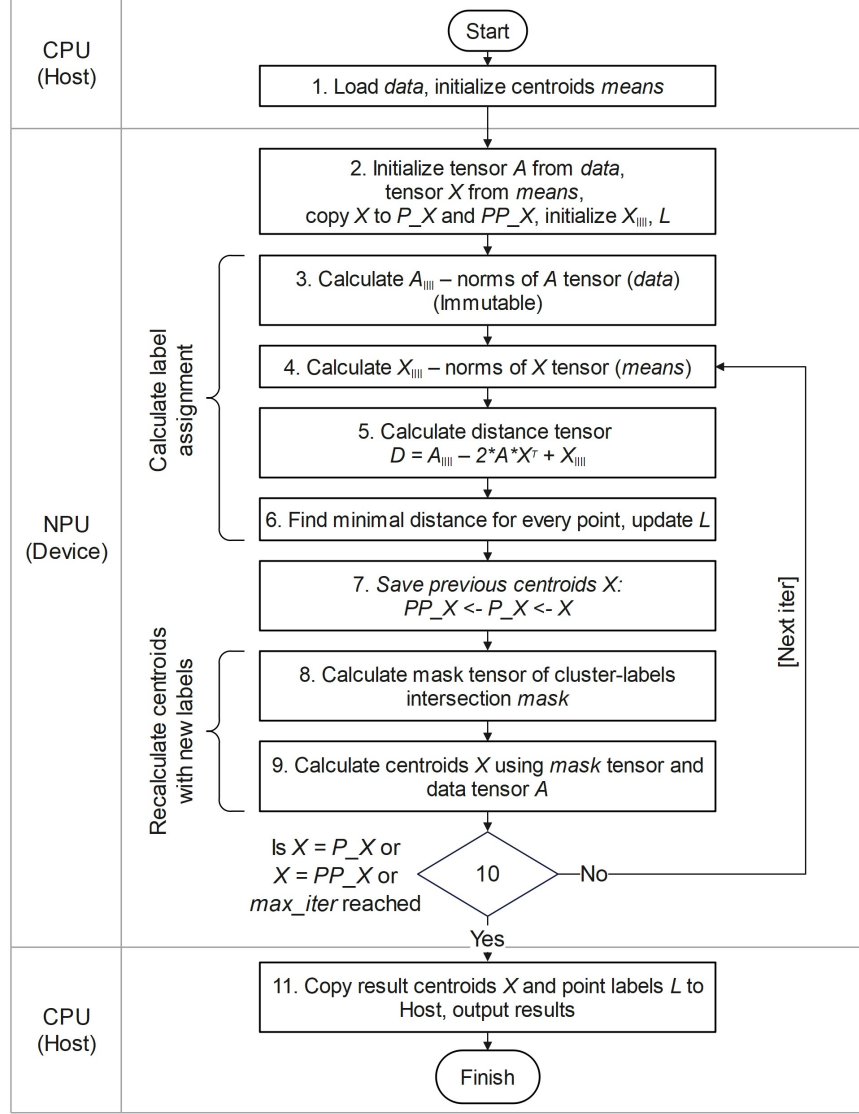 CPU
(Host)
Start
1. Load data, initialize centroids means
NPU
(Device)
2. Initialize tensor A from data,
tensor X from means,
copy X to P_X and PP_X, initialize X||||, L
Calculate label
assignment
3. Calculate A|||| – norms of A tensor (data)
(Immutable)
4. Calculate X|||| – norms of X tensor (means)
5. Calculate distance tensor
D = A|||| – 2*A*Xᵀ + X||||
6. Find minimal distance for every point, update L
7. Save previous centroids X:
PP_X <- P_X <- X
[Next iter]
Recalculate centroids
with new labels
8. Calculate mask tensor of cluster-labels
intersection mask
9. Calculate centroids X using mask tensor and
data tensor A
Is X = P_X or
X = PP_X or
max_iter reached
10
No
Yes
CPU
(Host)
11. Copy result centroids X and point labels L to
Host, output results
Finish